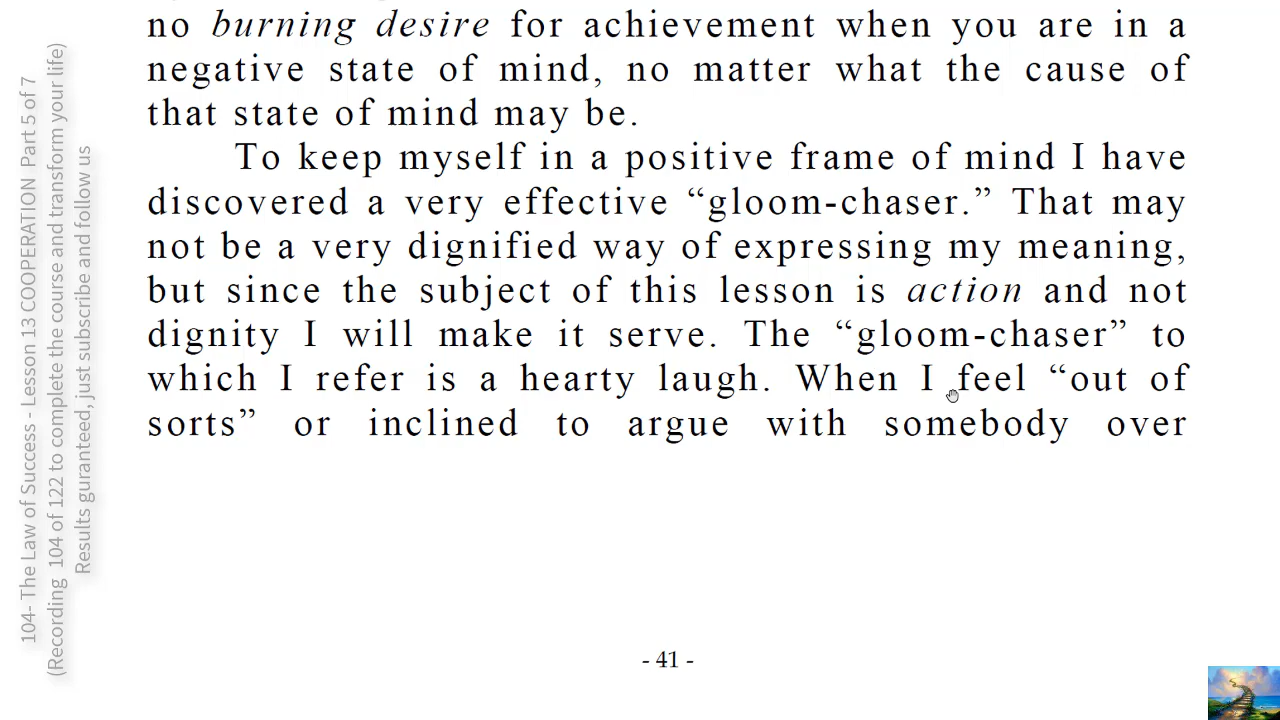 no burning desire for achievement when you are in a
negative state of mind, no matter what the cause of
that state of mind may be.
To keep myself in a positive frame of mind I have
discovered a very effective “gloom-chaser.” That may
not be a very dignified way of expressing my meaning,
but since the subject of this lesson is action and not
dignity I will make it serve. The “gloom-chaser” to
which I refer is a hearty laugh. When I feel “out of
sorts” or inclined to argue with somebody over
- 41 -
104- The Law of Success - Lesson 13 COOPERATION Part 5 of 7
(Recording 104 of 122 to complete the course and transform your life)
Results guranteed, just subscribe and follow us